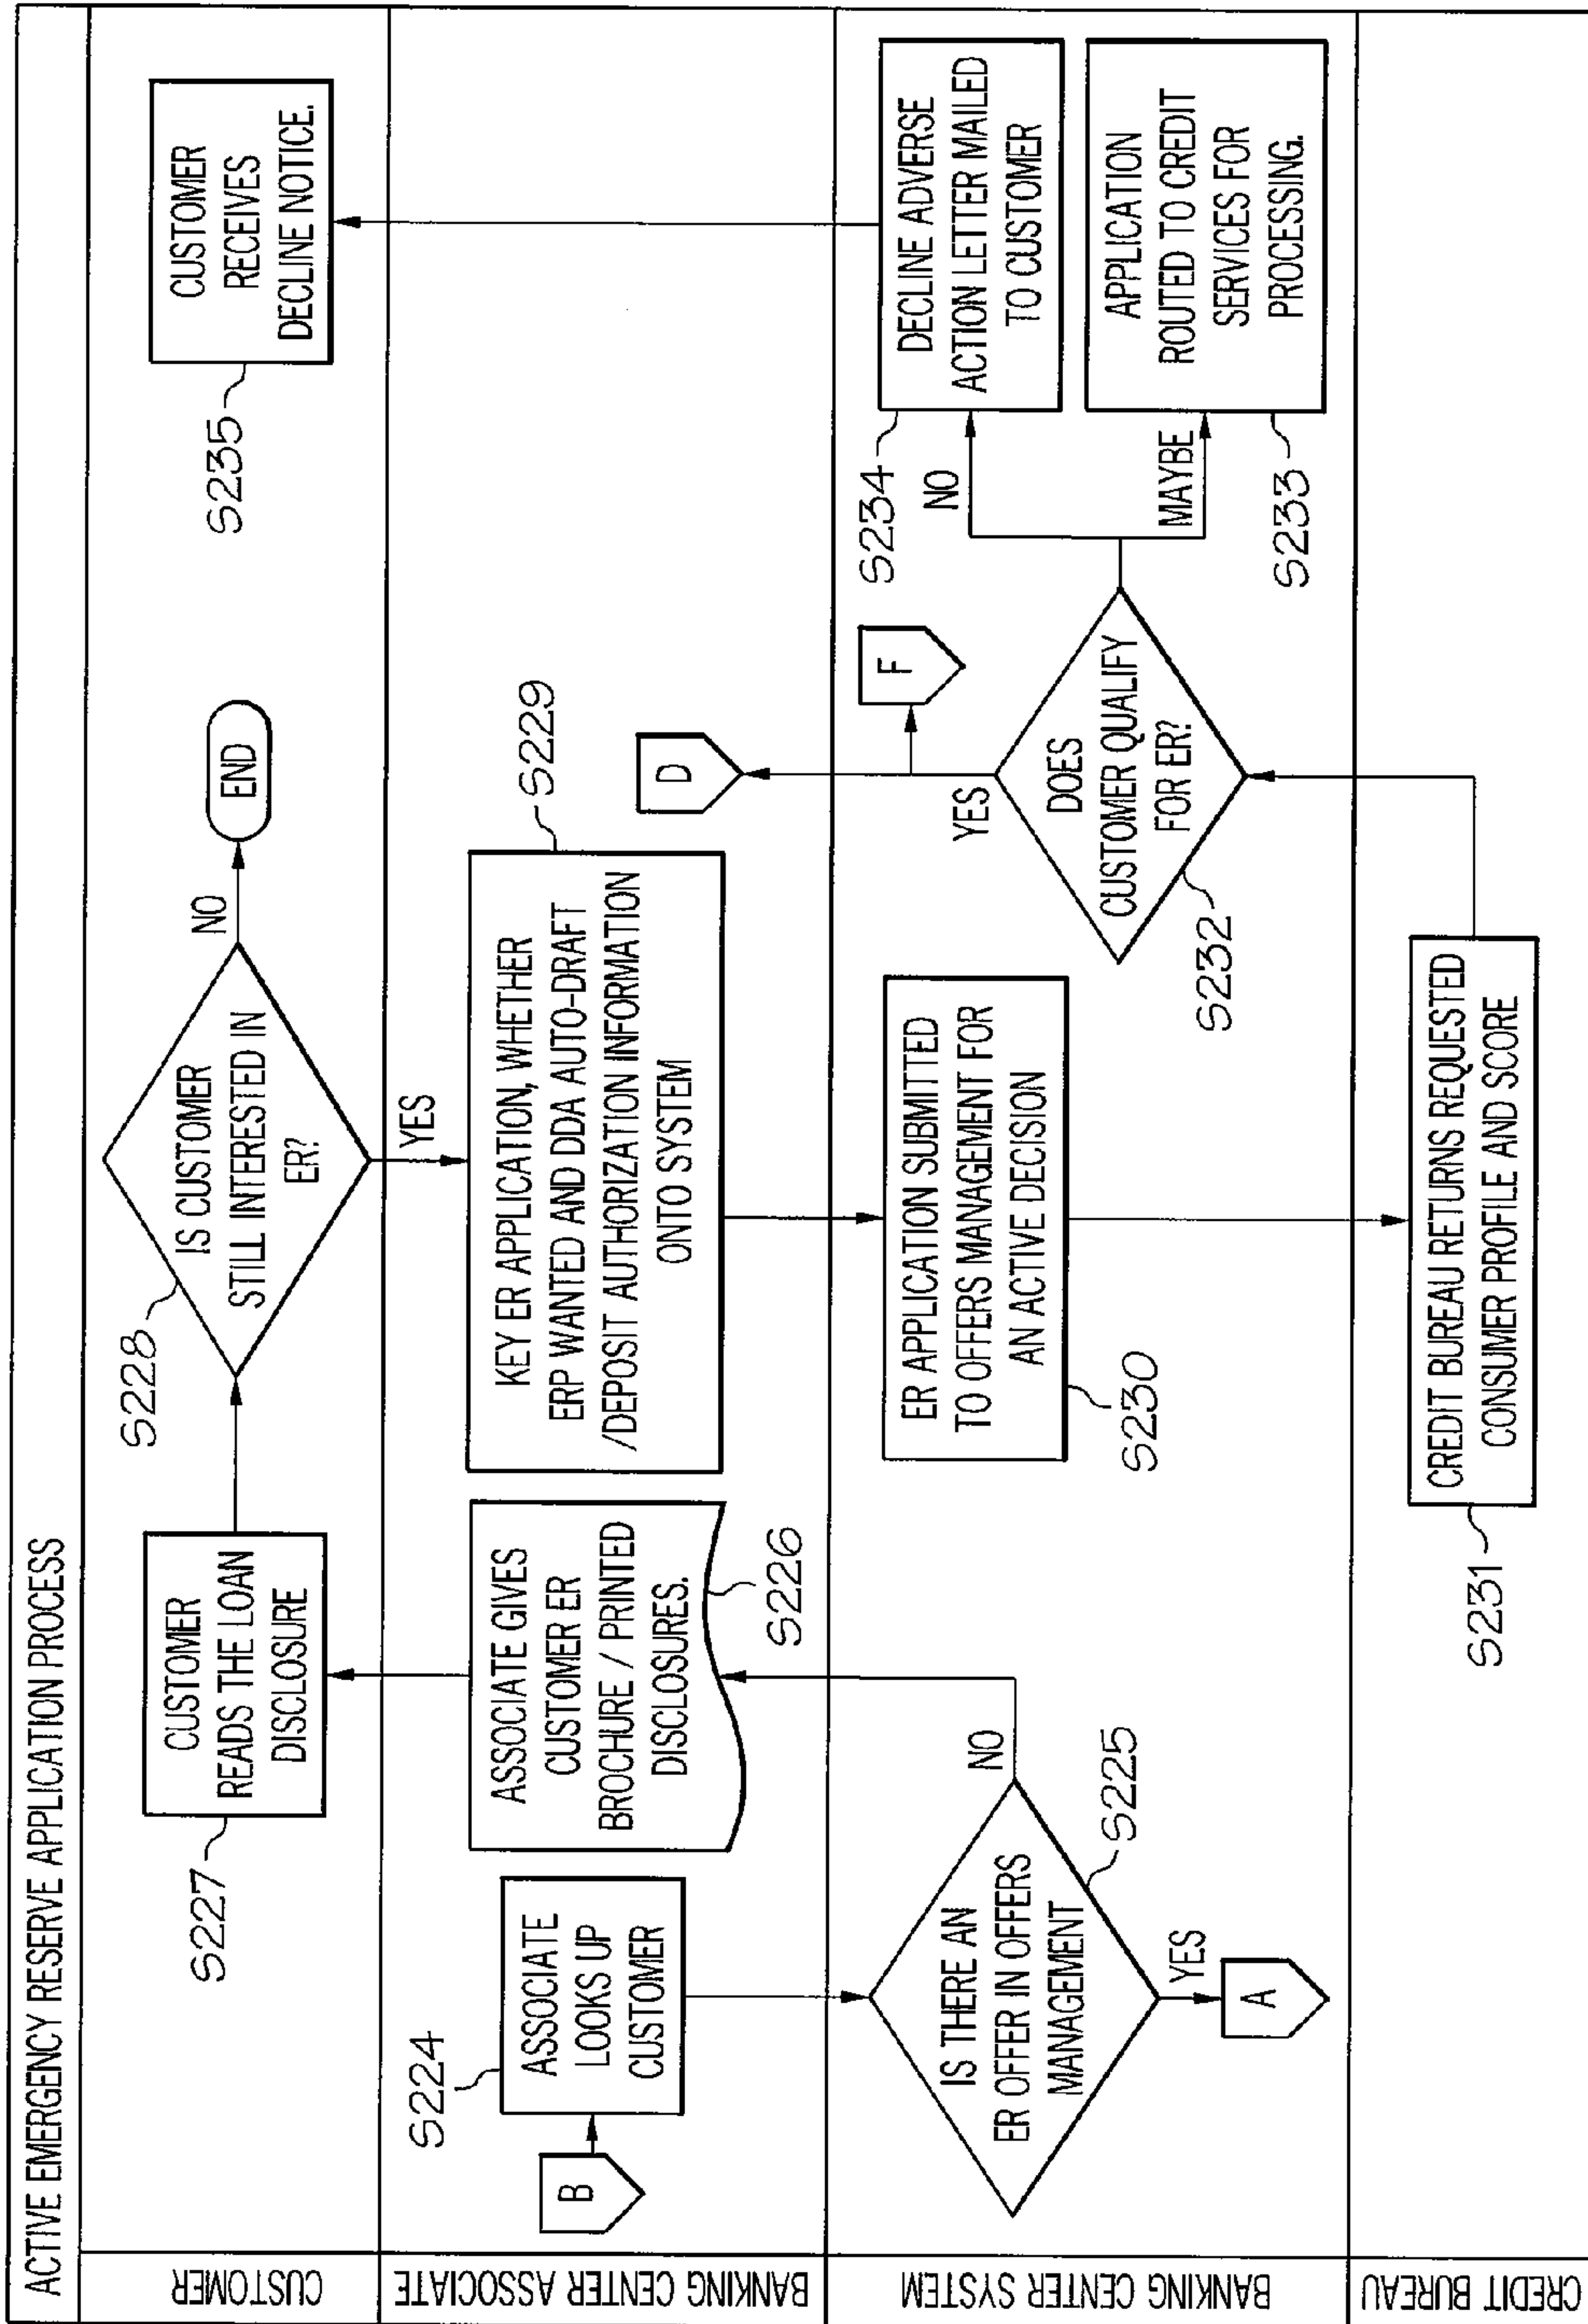 ACTIVE EMERGENCY RESERVE APPLICATION PROCESS
CUSTOMER
S227
CUSTOMER
READS THE LOAN
DISCLOSURE
S228
IS CUSTOMER
STILL INTERESTED IN
ER?
NO
END
YES
S235
CUSTOMER
RECEIVES
DECLINE NOTICE.
BANKING CENTER ASSOCIATE
B
S224
ASSOCIATE
LOOKS UP
CUSTOMER
ASSOCIATE GIVES
CUSTOMER ER
BROCHURE / PRINTED
DISCLOSURES.
S226
KEY ER APPLICATION, WHETHER
ERP WANTED AND DDA AUTO-DRAFT
/DEPOSIT AUTHORIZATION INFORMATION
ONTO SYSTEM
S229
D
BANKING CENTER SYSTEM
IS THERE AN
ER OFFER IN OFFERS
MANAGEMENT
S225
NO
YES
A
ER APPLICATION SUBMITTED
TO OFFERS MANAGEMENT FOR
AN ACTIVE DECISION
S230
YES
F
DOES
CUSTOMER QUALIFY
FOR ER?
S232
NO
S234
DECLINE ADVERSE
ACTION LETTER MAILED
TO CUSTOMER
MAYBE
S233
APPLICATION
ROUTED TO CREDIT
SERVICES FOR
PROCESSING.
CREDIT BUREAU
S231
CREDIT BUREAU RETURNS REQUESTED
CONSUMER PROFILE AND SCORE